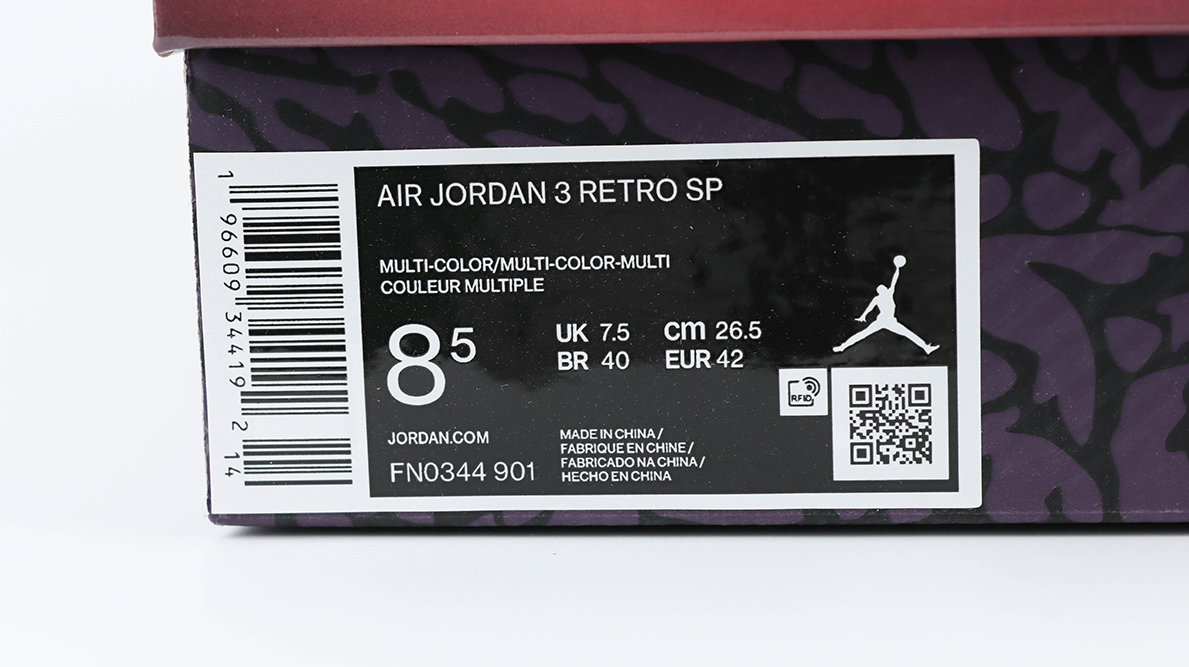 AIR JORDAN 3 RETRO SP
MULTI-COLOR/MULTI-COLOR-MULTI
COULEUR MULTIPLE
8 5
UK 7.5 cm 26.5
BR 40 EUR 42
RFID
JORDAN.COM
FN0344 901
MADE IN CHINA /
FABRIQUE EN CHINE /
FABRICADO NA CHINA /
HECHO EN CHINA
1 96609 34419 2 14